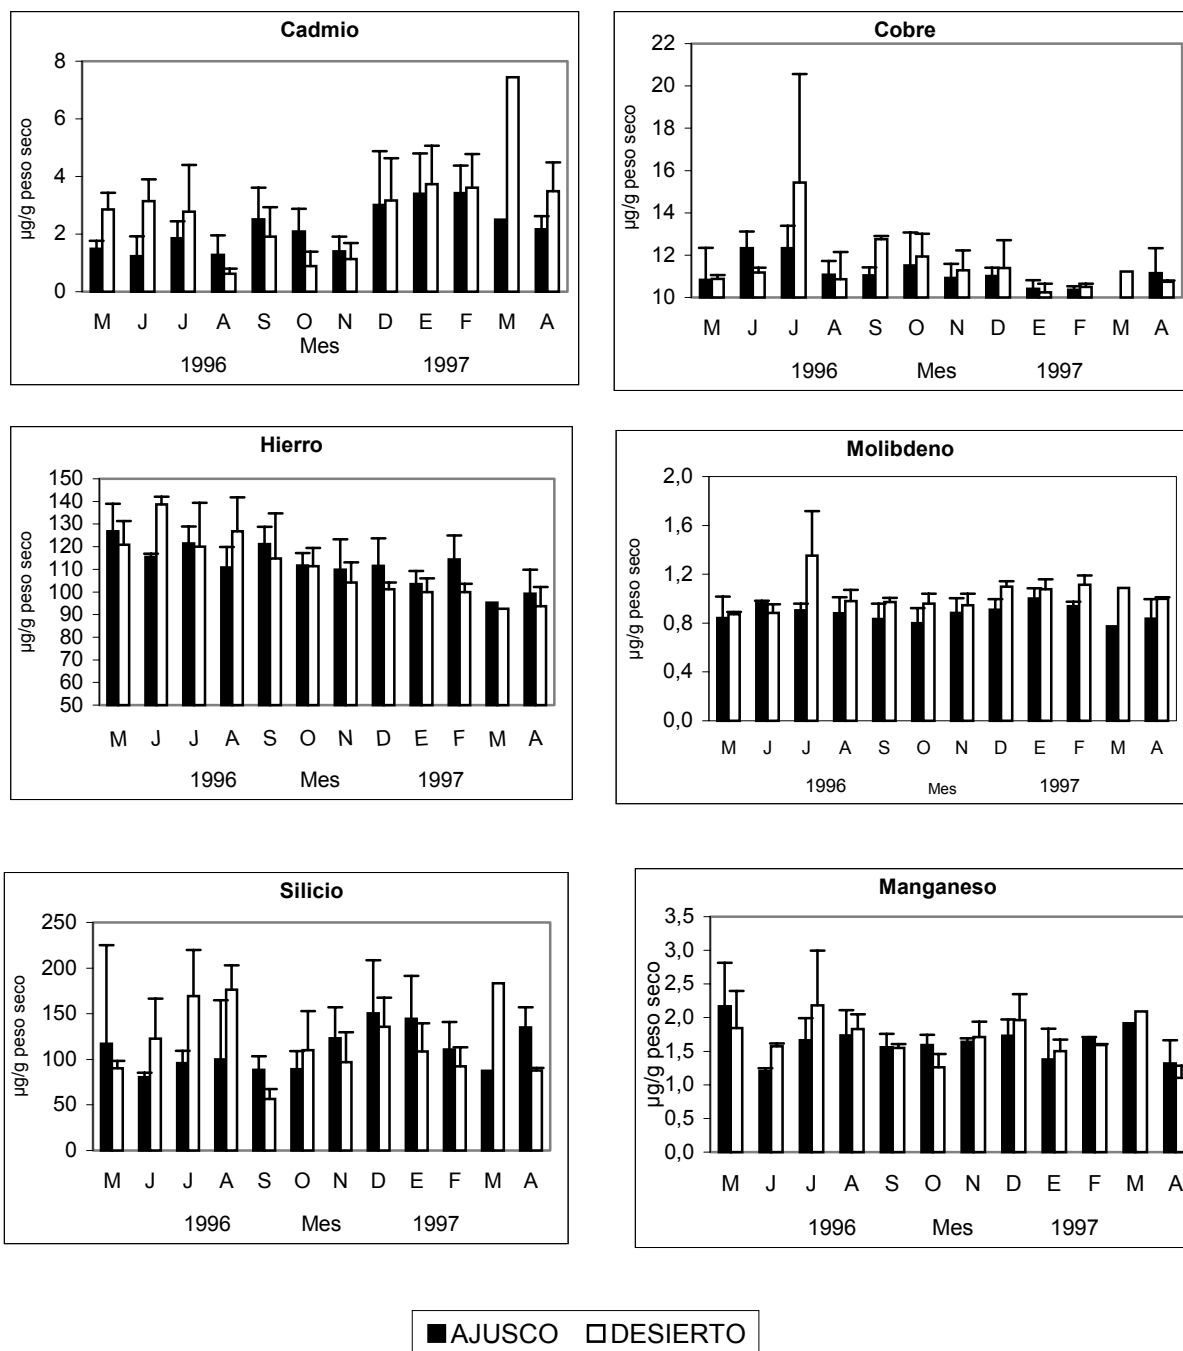 Cadmio
µg/g peso seco
8
6
4
2
0
M J J A S O N D E F M A
Mes
1996 1997
Cobre
µg/g peso seco
22
20
18
16
14
12
10
M J J A S O N D E F M A
1996 Mes 1997
Hierro
µg/g peso seco
150
140
130
120
110
100
90
80
70
60
50
M J J A S O N D E F M A
1996 Mes 1997
Molibdeno
µg/g peso seco
2,0
1,6
1,2
0,8
0,4
0,0
M J J A S O N D E F M A
1996 Mes 1997
Silicio
µg/g peso seco
250
200
150
100
50
0
M J J A S O N D E F M A
1996 Mes 1997
Manganeso
µg/g peso seco
3,5
3,0
2,5
2,0
1,5
1,0
0,5
0,0
M J J A S O N D E F M A
1996 Mes 1997
AJUSCO DESIERTO